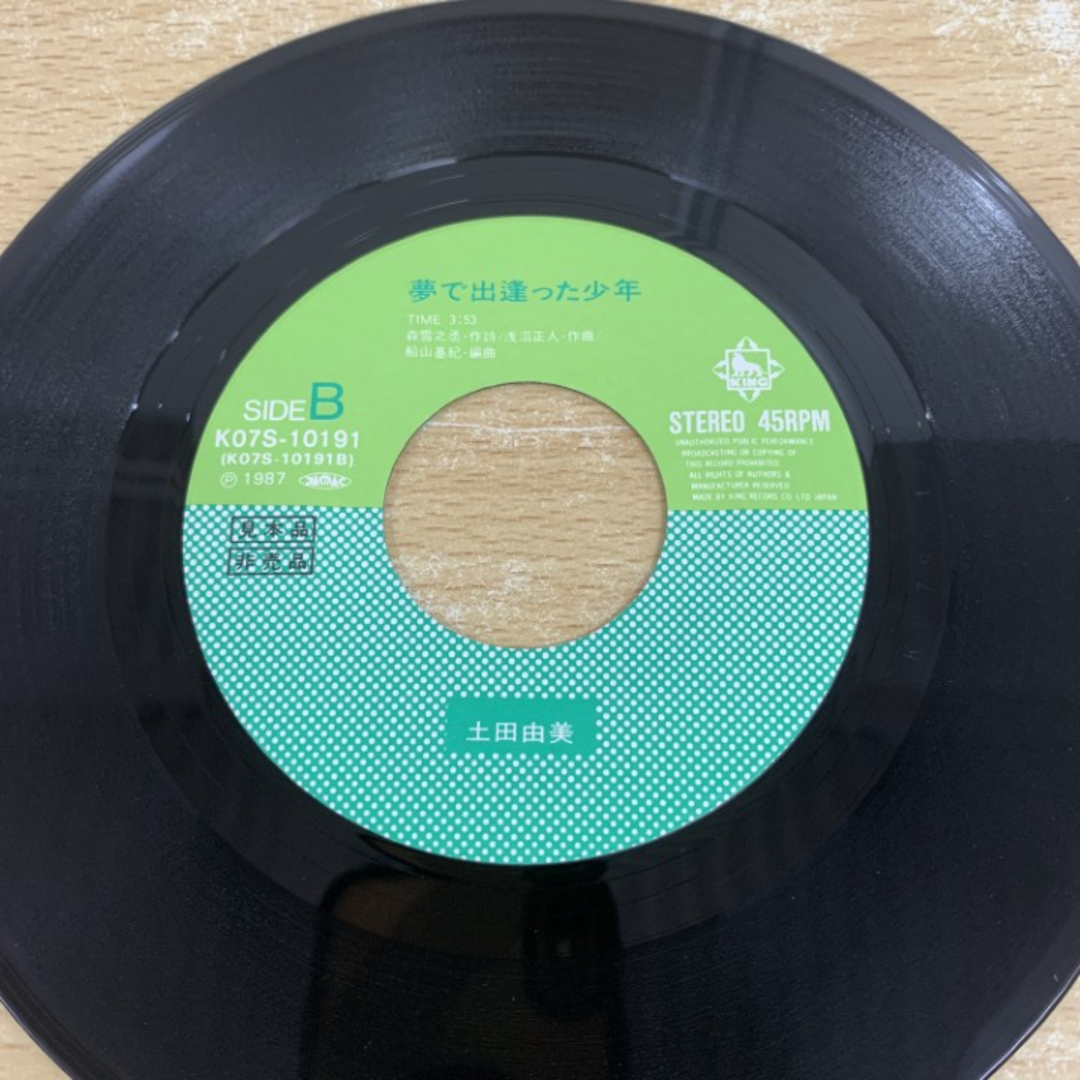 夢で出逢った少年
TIME 3:53
森雪之丞・作詩/浅沼正人・作曲/
船山基紀・編曲
KING
SIDE B
STEREO 45RPM
K07S-10191
(K07S-10191B)
Ⓟ 1987
UNAUTHORIZED PUBLIC PERFORMANCE
BROADCASTING OR COPYING OF
THIS RECORD PROHIBITED
ALL RIGHTS OF AUTHORS &
MANUFACTURER RESERVED
MADE BY KING RECORD CO LTD JAPAN
見本品
非売品
土田由美